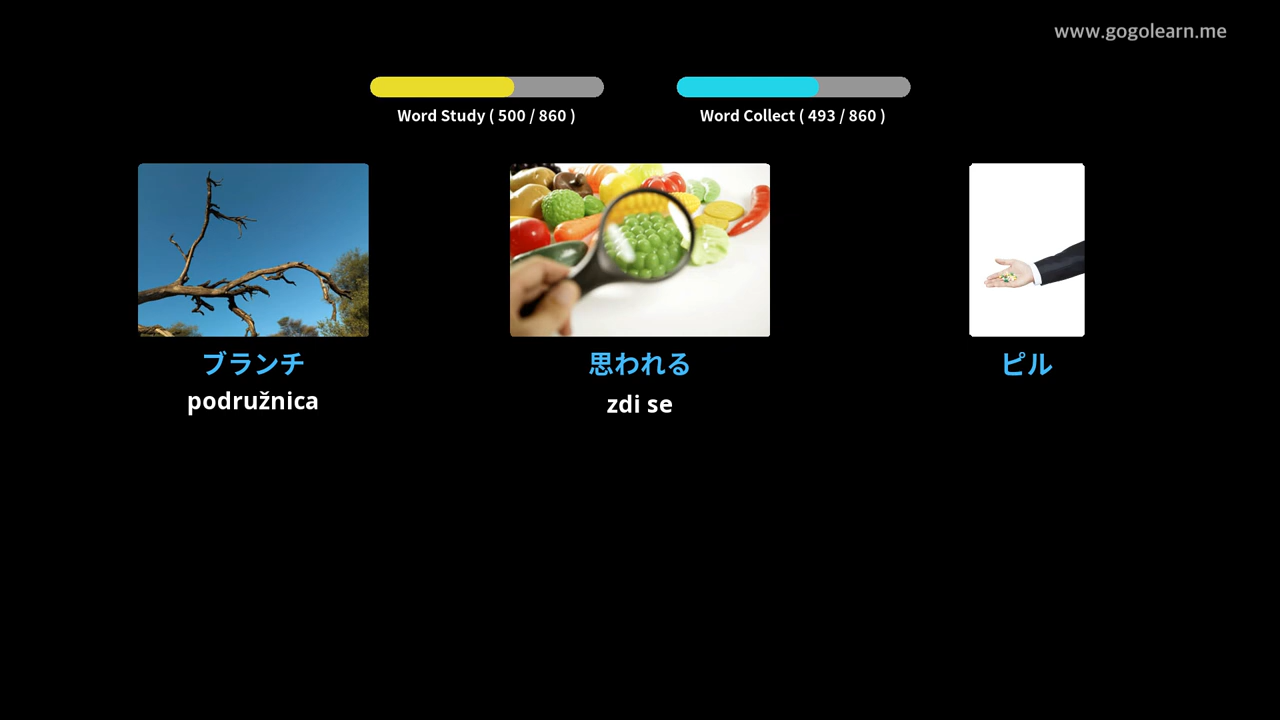 www.gogolearn.me
Word Study ( 500 / 860 )
Word Collect ( 493 / 860 )
ブランチ
podružnica
思われる
zdi se
ピル